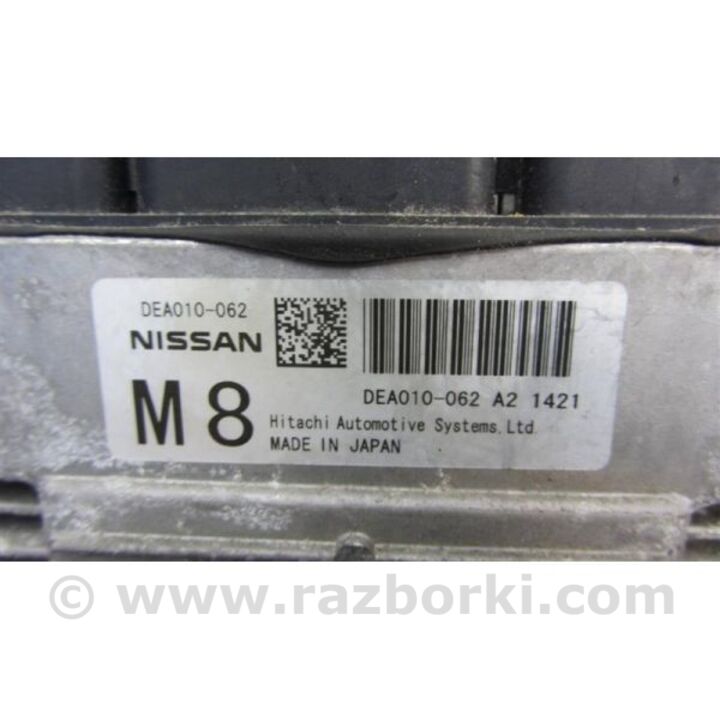 DEA010-062
NISSAN
M8
DEA010-062 A2 1421
Hitachi Automotive Systems, Ltd.
MADE IN JAPAN
© www.razborki.com